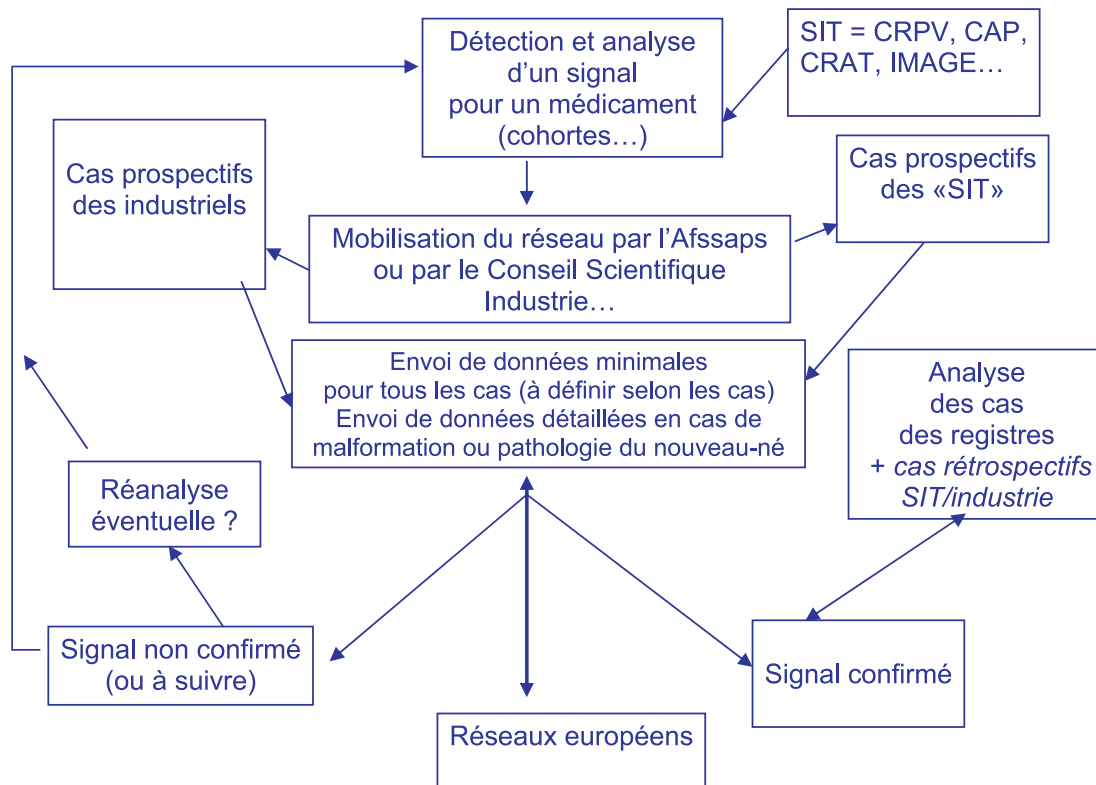 Détection et analyse
d’un signal
pour un médicament
(cohortes…)
SIT = CRPV, CAP,
CRAT, IMAGE…
Cas prospectifs
des industriels
Cas prospectifs
des «SIT»
Mobilisation du réseau par l’Afssaps
ou par le Conseil Scientifique
Industrie…
Envoi de données minimales
pour tous les cas (à définir selon les cas)
Envoi de données détaillées en cas de
malformation ou pathologie du nouveau-né
Analyse
des cas
des registres
+ cas rétrospectifs
SIT/industrie
Réanalyse
éventuelle ?
Signal non confirmé
(ou à suivre)
Signal confirmé
Réseaux européens